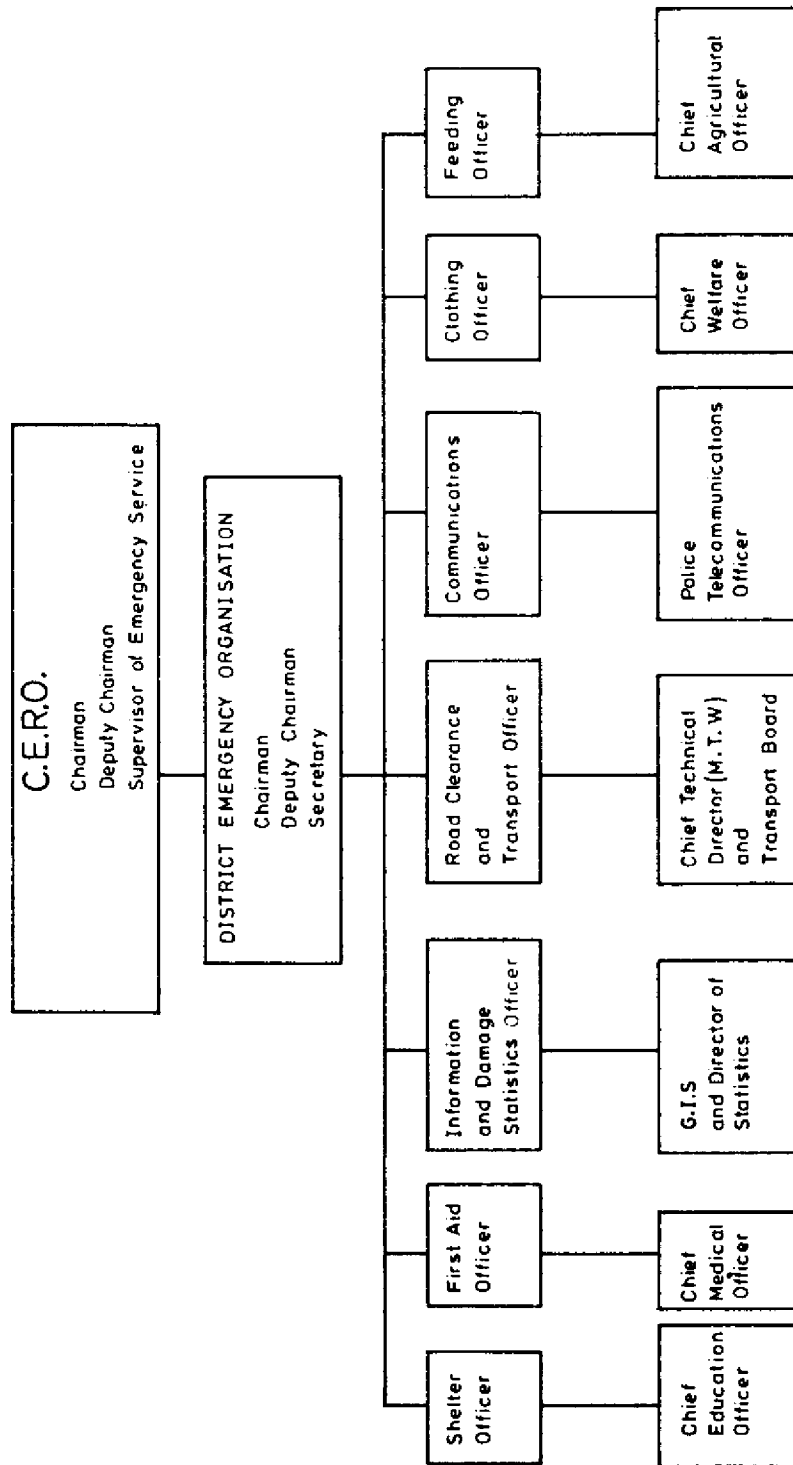 C.E.R.O.
Chairman
Deputy Chairman
Supervisor of Emergency Service
DISTRICT EMERGENCY ORGANISATION
Chairman
Deputy Chairman
Secretary
Shelter
Officer
First Aid
Officer
Information
and Damage
Statistics Officer
Road Clearance
and
Transport Officer
Communications
Officer
Clothing
Officer
Feeding
Officer
Chief
Education
Officer
Chief
Medical
Officer
G.I.S
and Director of
Statistics
Chief Technical
Director (M.T.W)
and
Transport Board
Police
Telecommunications
Officer
Chief
Welfare
Officer
Chief
Agricultural
Officer